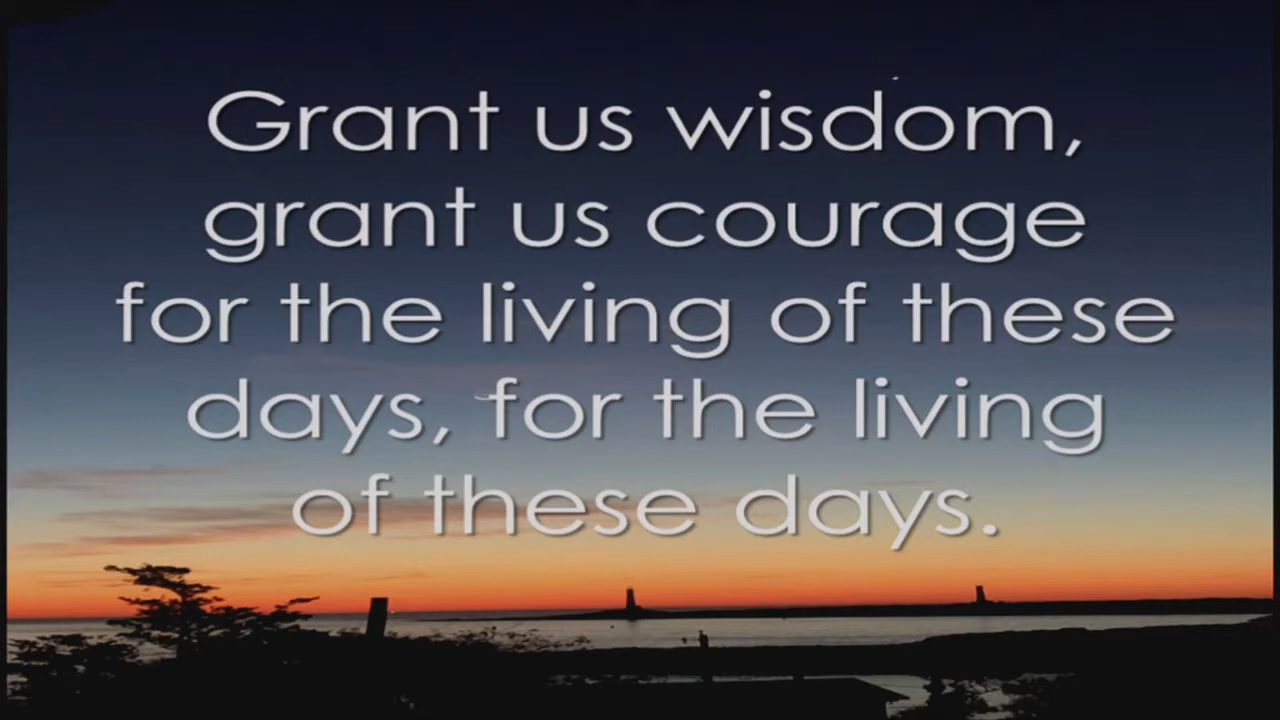 Grant us wisdom,
grant us courage
for the living of these
days, for the living
of these days.